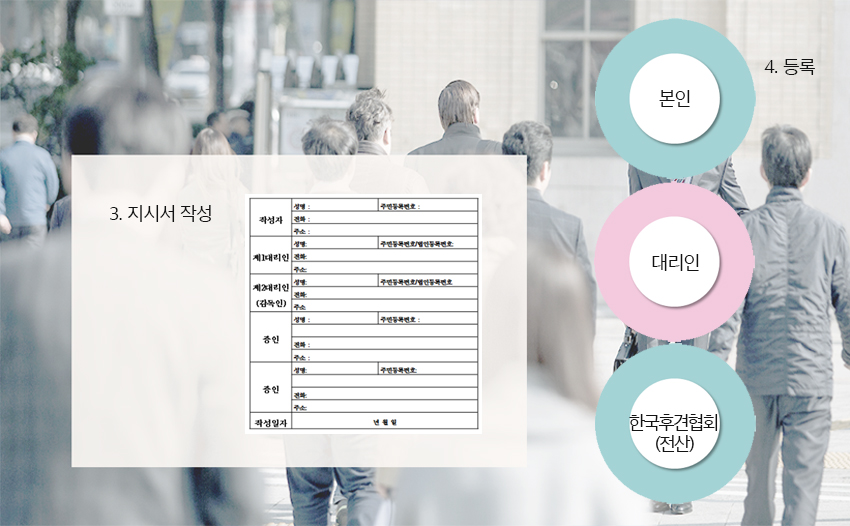 3. 지시서 작성
작성자
성명 : 주민등록번호 :
전화 :
주소 :
제1대리인
성명: 주민등록번호/법인등록번호:
전화:
주소:
제2대리인
(감독인)
성명: 주민등록번호/법인등록번호
전화:
주소:
증인
성명 : 주민등록번호 :
전화 :
주소 :
증인
성명: 주민등록번호:
전화:
주소:
작성일자
년 월 일
4. 등록
본인
대리인
한국후견협회
(전산)